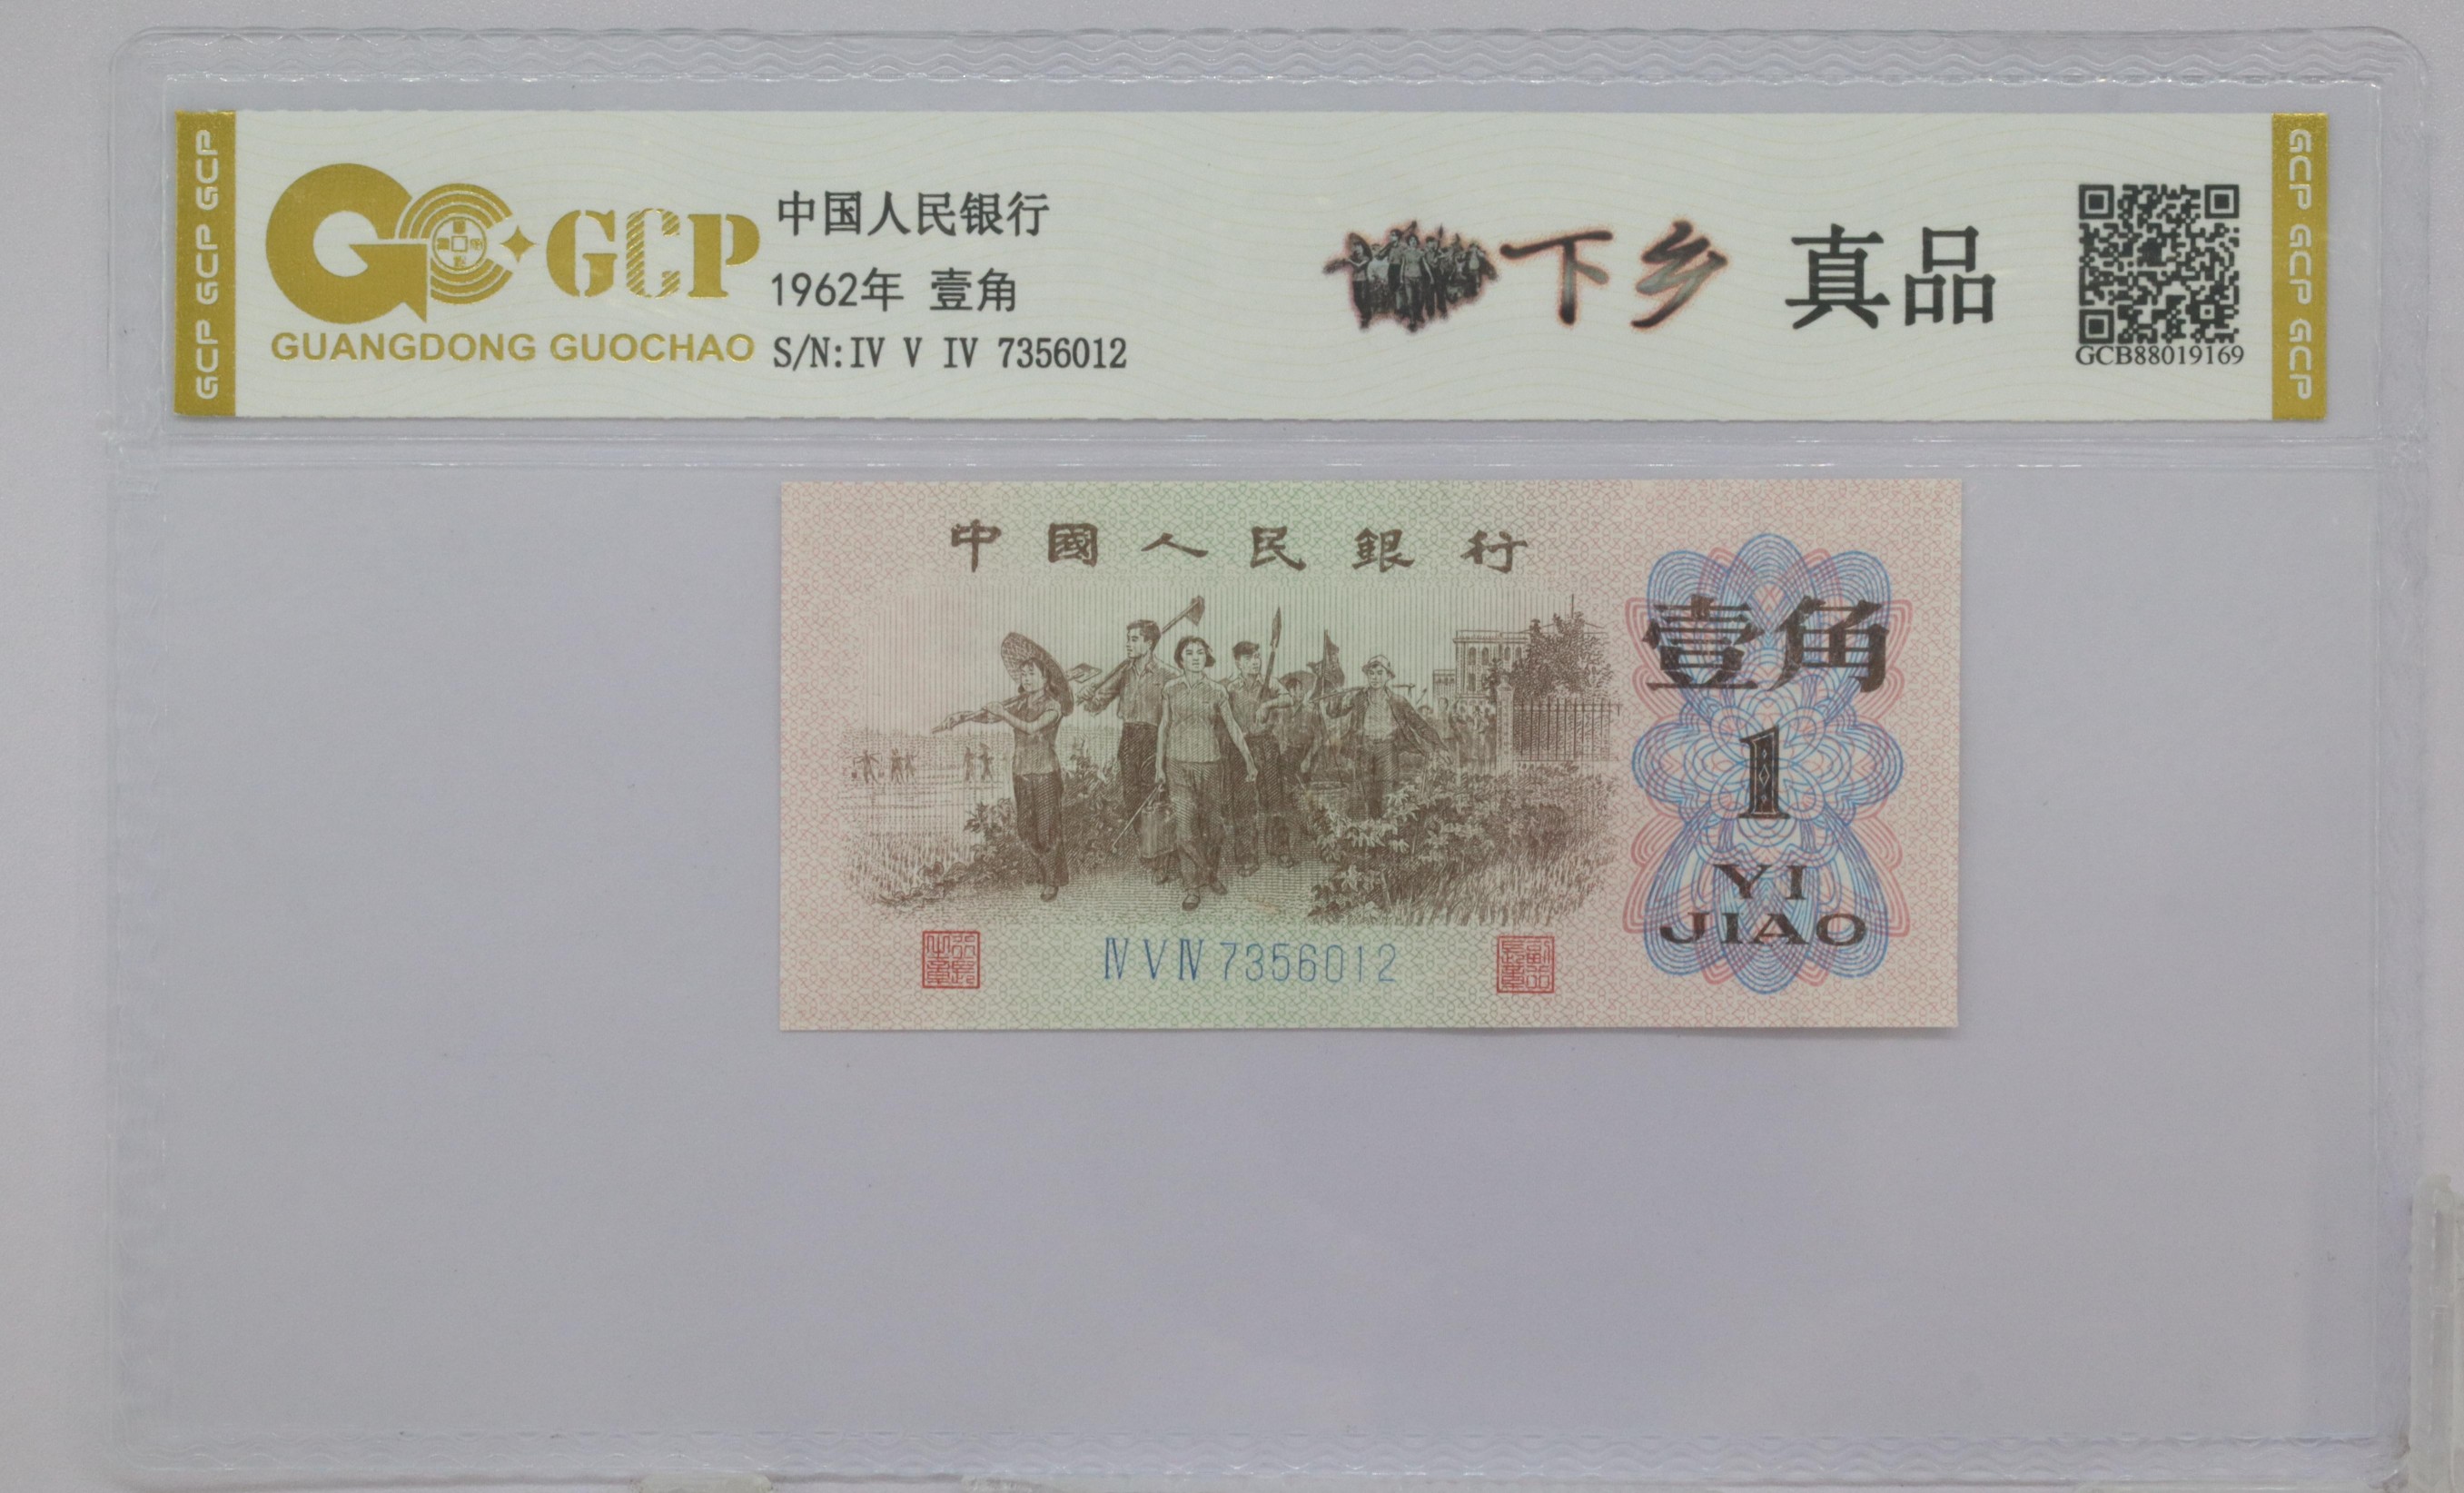 GCP GCP GCP
GCP
GUANGDONG GUOCHAO
中国人民银行
1962年 壹角
S/N:IV V IV 7356012
下乡 真品
GCB88019169
GCP GCP GCP
中國人民銀行
壹角
1
YI
JIAO
Ⅳ Ⅴ Ⅳ 7356012